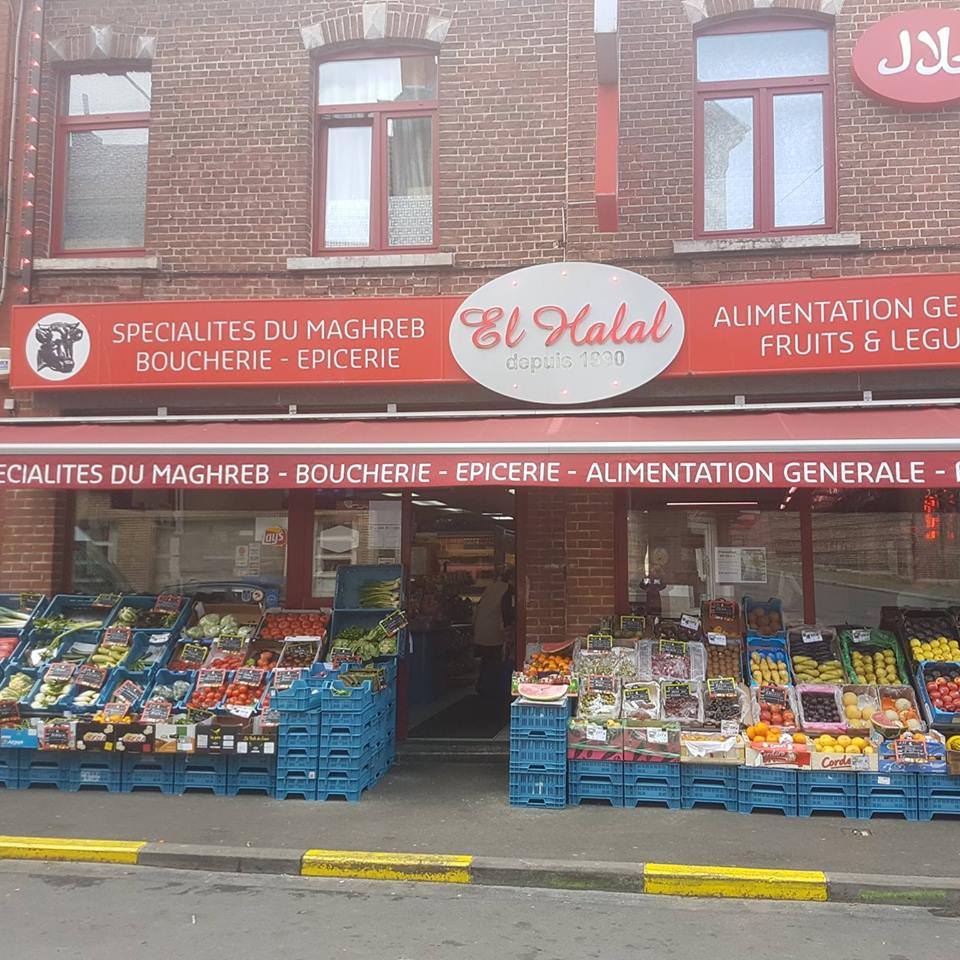 حلال
SPECIALITES DU MAGHREB
BOUCHERIE - EPICERIE
El Halal
depuis 1990
ALIMENTATION GE
FRUITS & LEGU
ECIALITES DU MAGHREB - BOUCHERIE - EPICERIE - ALIMENTATION GENERALE -
Lay's